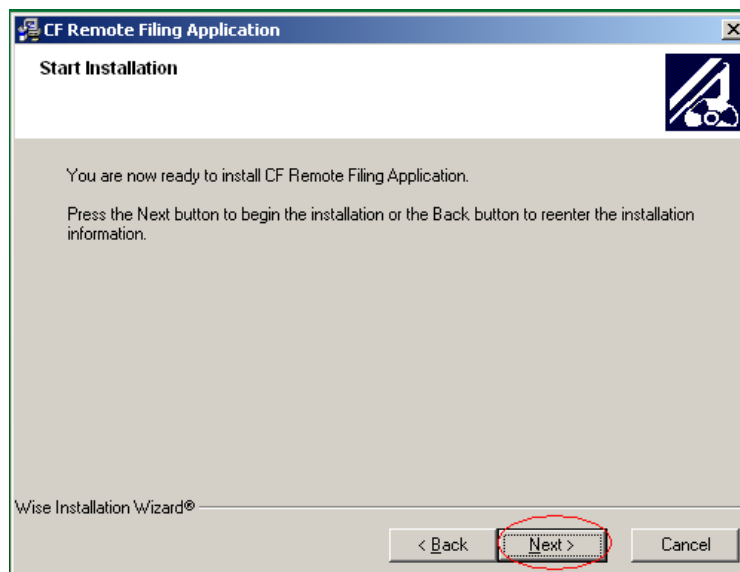 CF Remote Filing Application
Start Installation
You are now ready to install CF Remote Filing Application.
Press the Next button to begin the installation or the Back button to reenter the installation
information.
Wise Installation Wizard®
< Back Next > Cancel